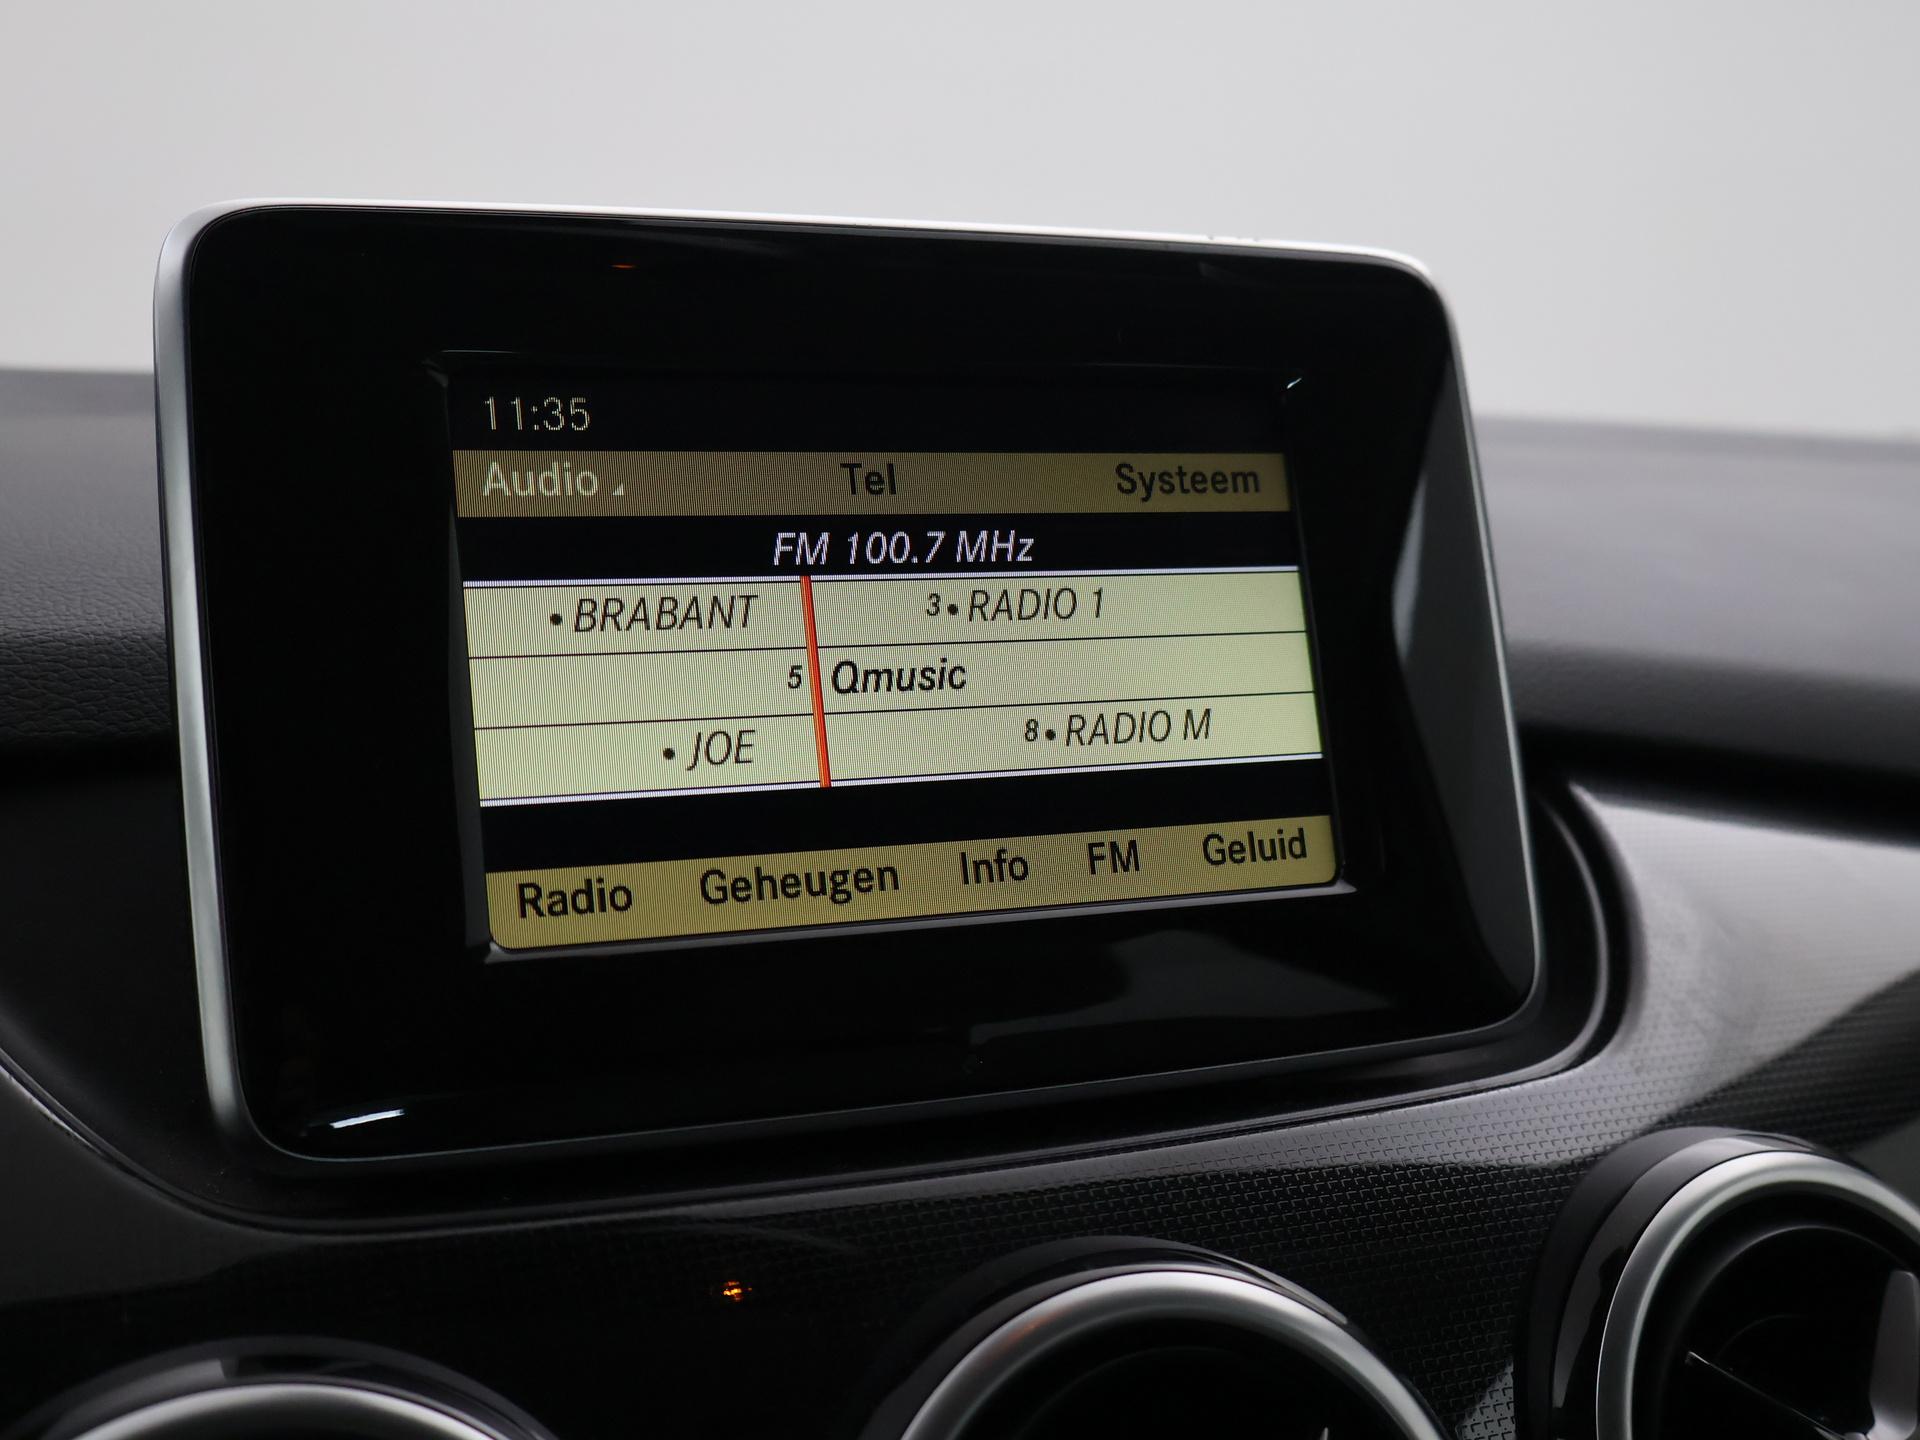 11:35
Audio Tel Systeem
FM 100.7 MHz
• BRABANT 3 • RADIO 1
5 Qmusic
• JOE 8 • RADIO M
Radio Geheugen Info FM Geluid